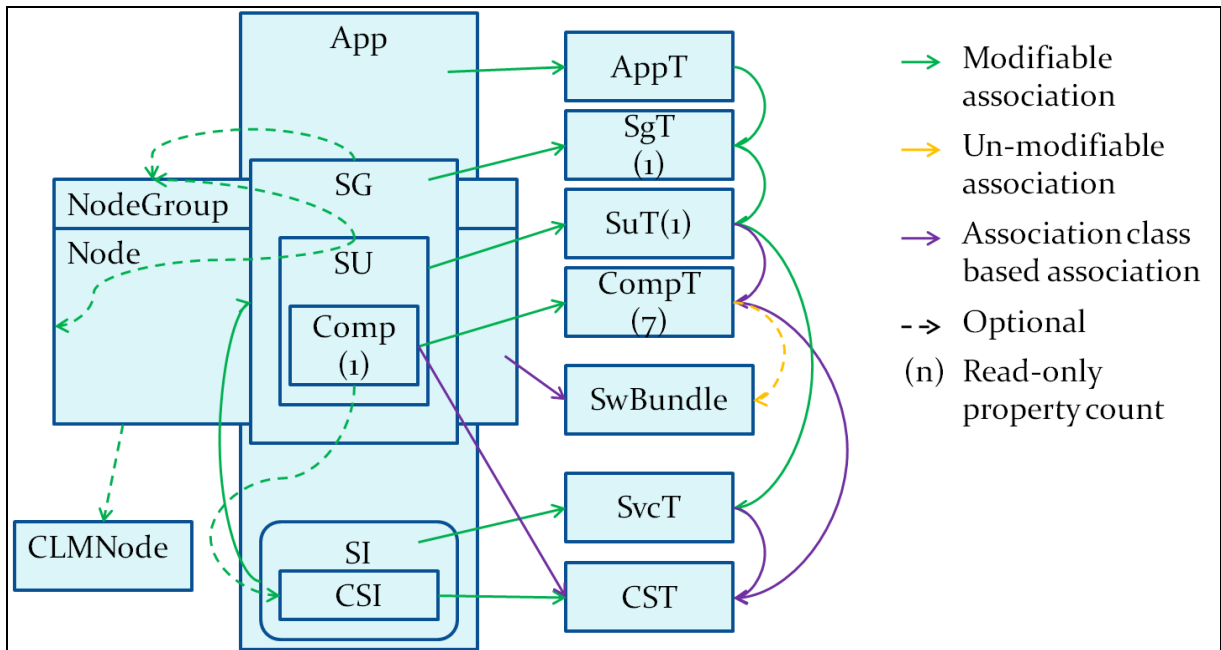 App
AppT
SgT
(1)
SG
NodeGroup
Node
SuT(1)
SU
CompT
(7)
Comp
(1)
SwBundle
SvcT
CLMNode
SI
CSI
CST
Modifiable
association
Un-modifiable
association
Association class
based association
Optional
(n) Read-only
property count